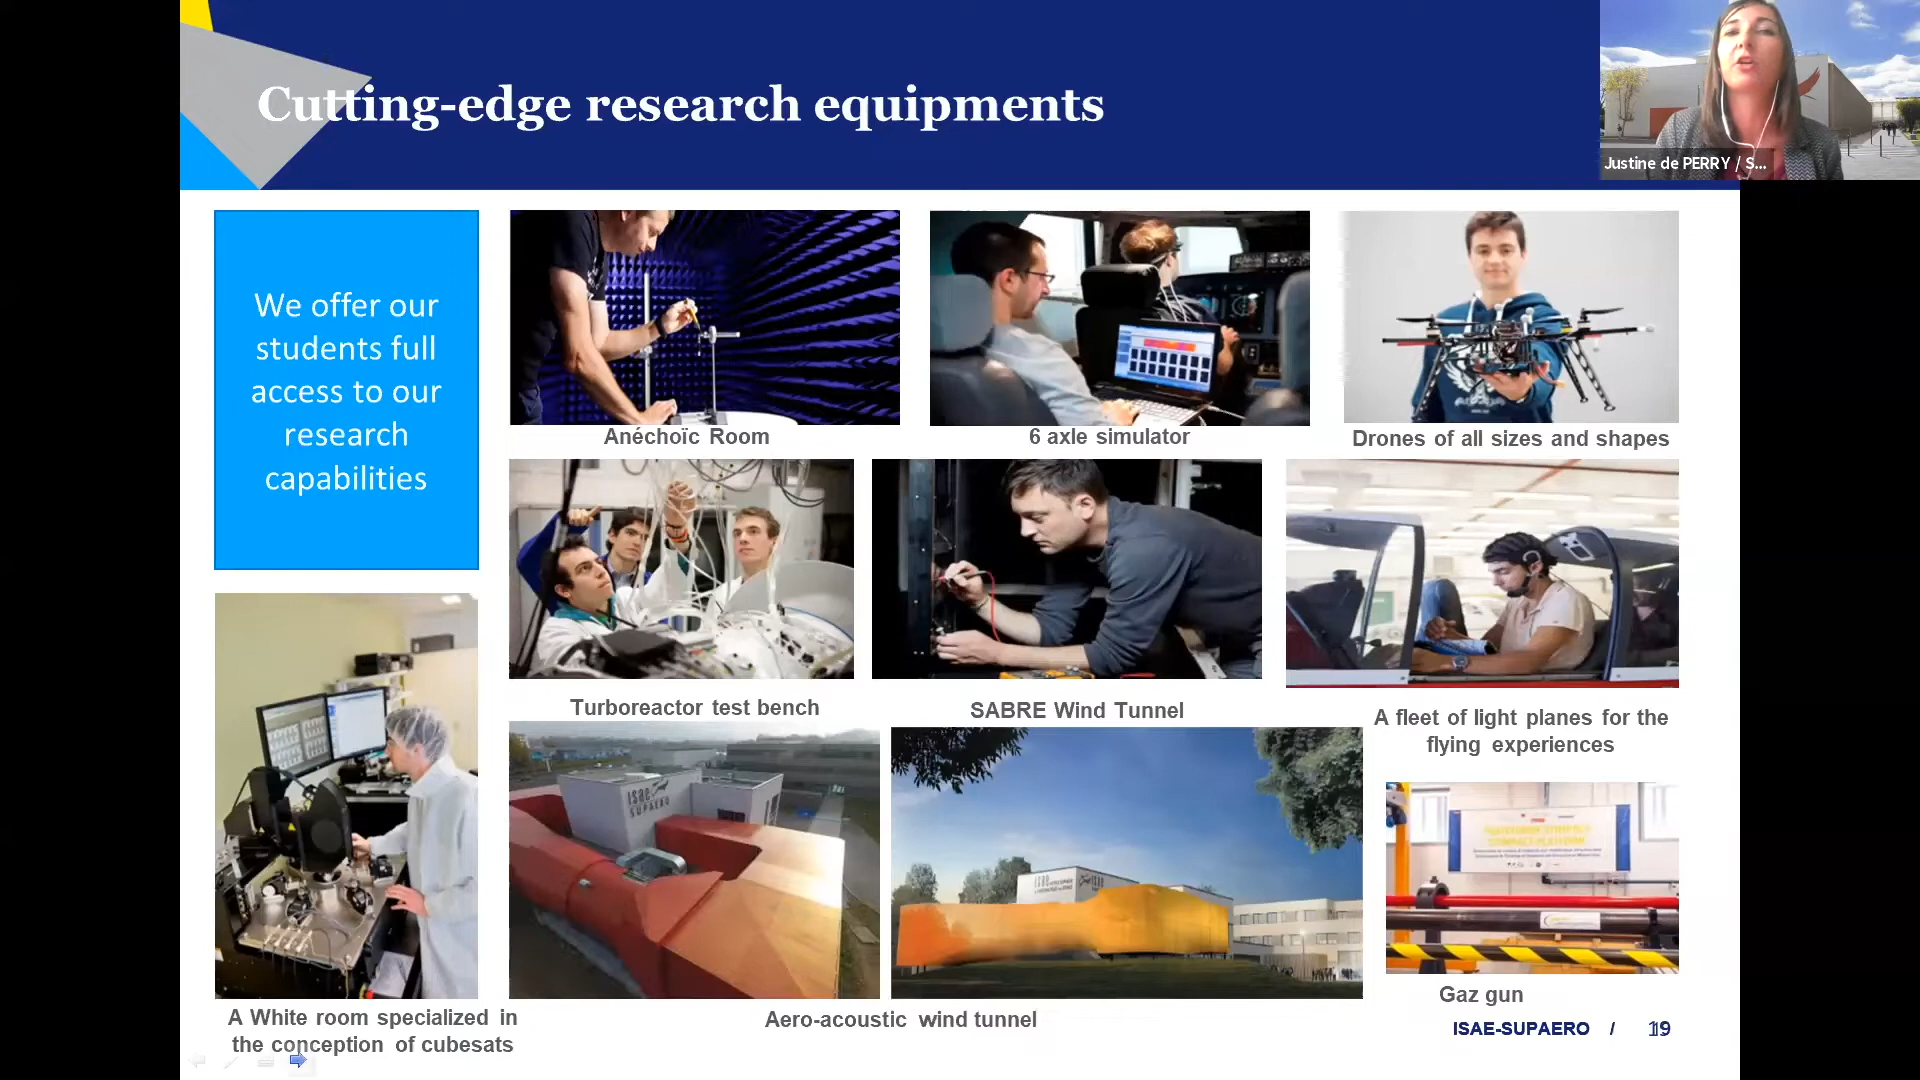 Cutting-edge research equipments
Justine de PERRY / S...
We offer our
students full
access to our
research
capabilities
Anéchoïc Room
6 axle simulator
Drones of all sizes and shapes
Turboreactor test bench
SABRE Wind Tunnel
A fleet of light planes for the
flying experiences
isae
SUPAERO
Gaz gun
A White room specialized in
the conception of cubesats
Aero-acoustic wind tunnel
ISAE-SUPAERO / 19